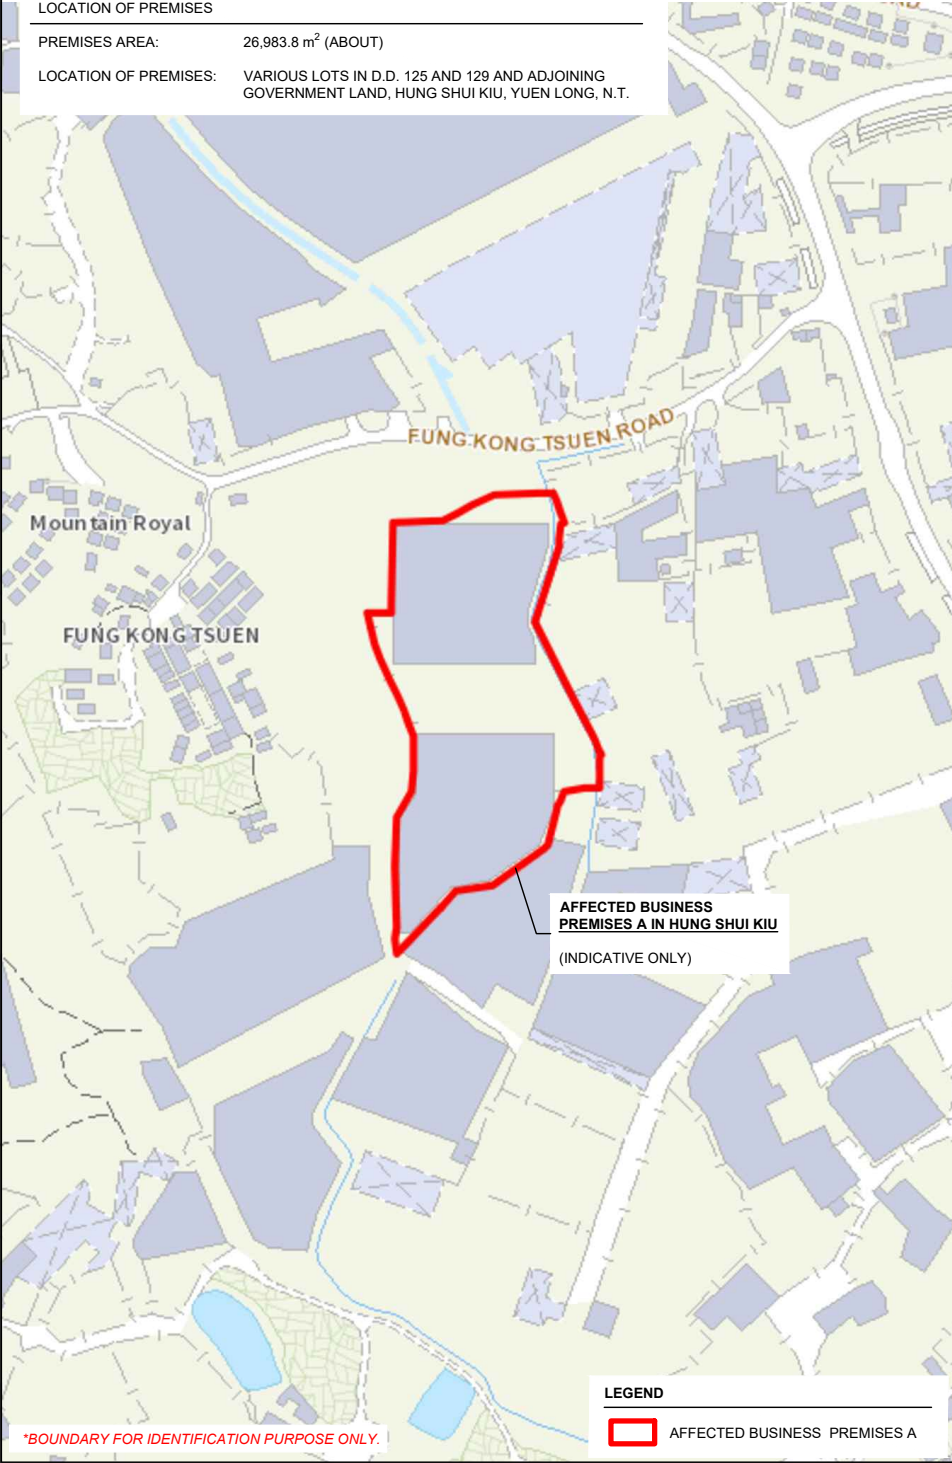 LOCATION OF PREMISES
PREMISES AREA: 26,983.8 m² (ABOUT)
LOCATION OF PREMISES: VARIOUS LOTS IN D.D. 125 AND 129 AND ADJOINING
GOVERNMENT LAND, HUNG SHUI KIU, YUEN LONG, N.T.
FUNG KONG TSUEN ROAD
Mountain Royal
FUNG KONG TSUEN
AFFECTED BUSINESS
PREMISES A IN HUNG SHUI KIU
(INDICATIVE ONLY)
LEGEND
AFFECTED BUSINESS PREMISES A
*BOUNDARY FOR IDENTIFICATION PURPOSE ONLY.